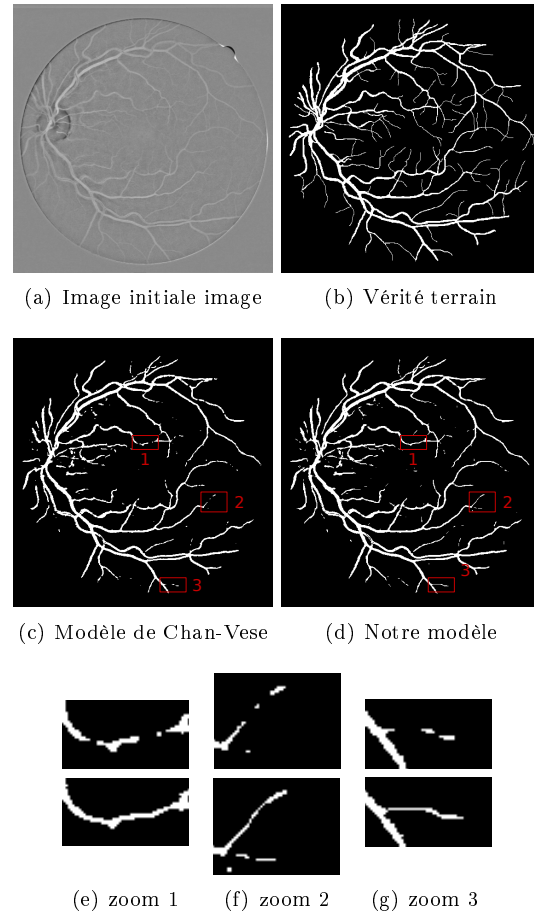 (a) Image initiale image
(b) Vérité terrain
1
2
3
1
2
3
(c) Modèle de Chan-Vese
(d) Notre modèle
(e) zoom 1
(f) zoom 2
(g) zoom 3